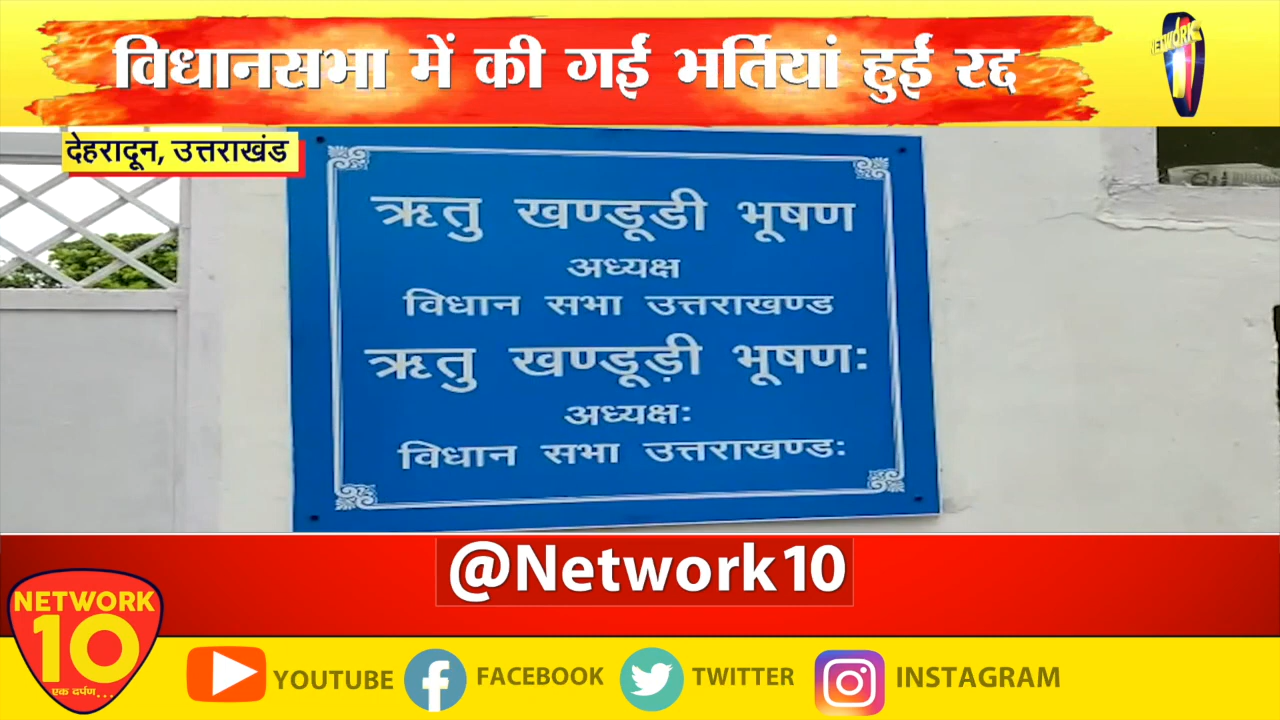 विधानसभा में की गईं भर्तियां हुईं रद्द
NETWORK
देहरादून, उत्तराखंड
ऋतु खण्डूडी भूषण
अध्यक्ष
विधान सभा उत्तराखण्ड
ऋतु खण्डूड़ी भूषण:
अध्यक्ष:
विधान सभा उत्तराखण्ड:
@Network10
NETWORK
10
एक दर्पण...
YOUTUBE
FACEBOOK
TWITTER
INSTAGRAM